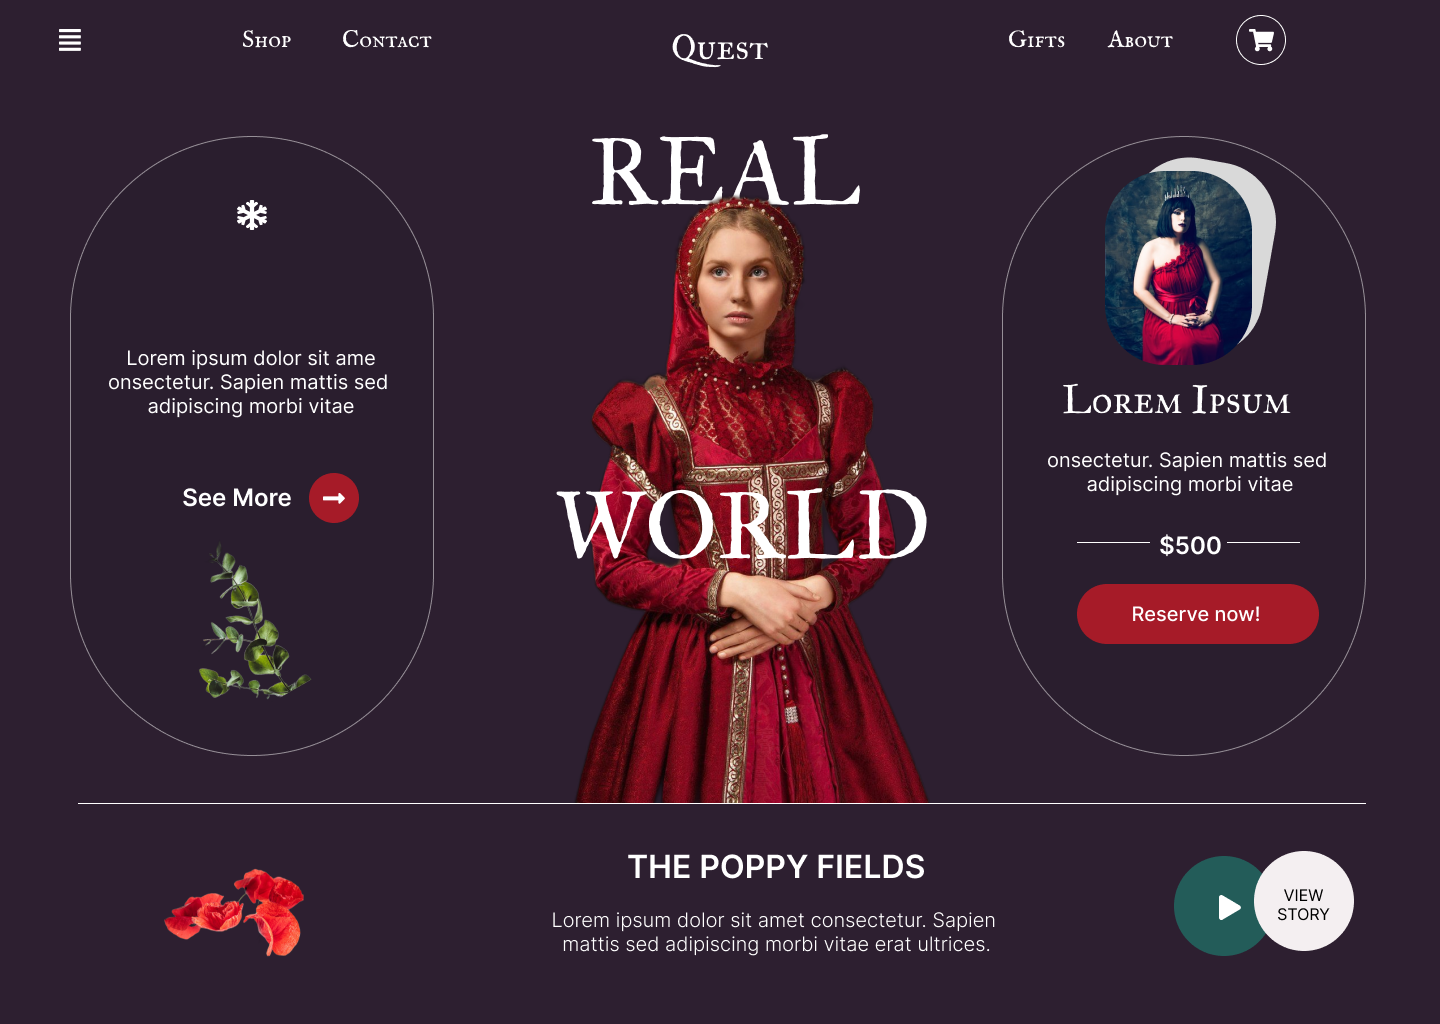 Shop
Contact
Quest
Gifts
About
REAL
WORLD
Lorem ipsum dolor sit ame
onsectetur. Sapien mattis sed
adipiscing morbi vitae
See More
Lorem Ipsum
onsectetur. Sapien mattis sed
adipiscing morbi vitae
$500
Reserve now!
THE POPPY FIELDS
Lorem ipsum dolor sit amet consectetur. Sapien
mattis sed adipiscing morbi vitae erat ultrices.
VIEW
STORY